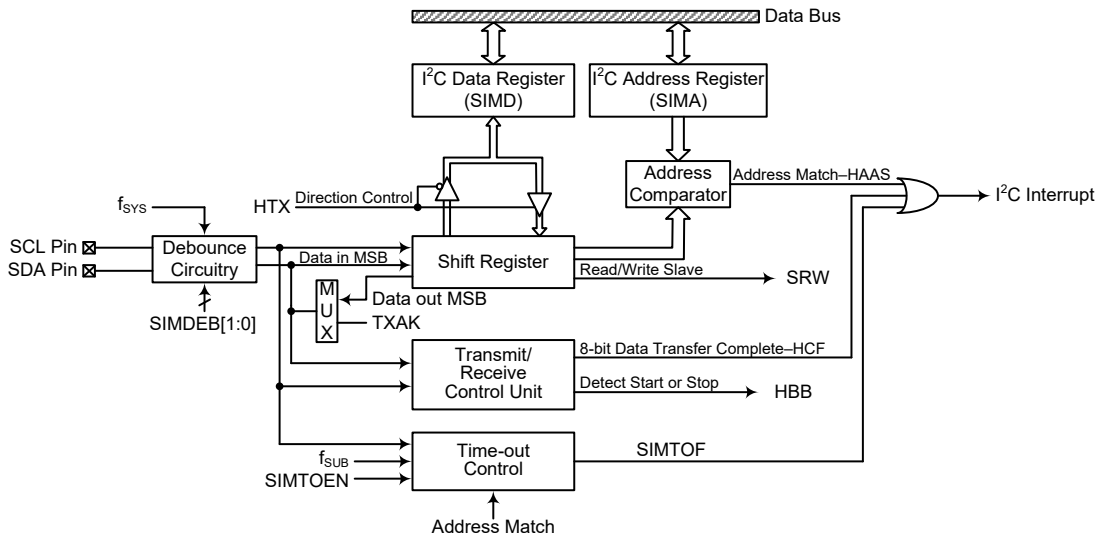 Data Bus
I²C Data Register
(SIMD)
I²C Address Register
(SIMA)
Address
Comparator
Address Match–HAAS
I²C Interrupt
HTX
Direction Control
fSYS
SCL Pin
SDA Pin
Debounce
Circuitry
SIMDEB[1:0]
Data in MSB
Shift Register
Read/Write Slave
SRW
M
U
X
Data out MSB
TXAK
Transmit/
Receive
Control Unit
8-bit Data Transfer Complete–HCF
Detect Start or Stop
HBB
Time-out
Control
fSUB
SIMTOEN
SIMTOF
Address Match